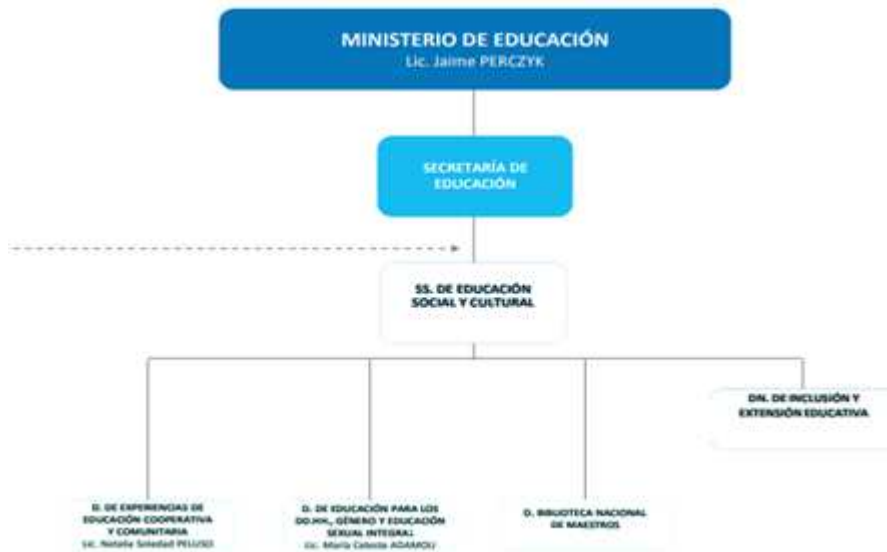 MINISTERIO DE EDUCACIÓN
Lic. Jaime PERCZYK
SECRETARÍA DE
EDUCACIÓN
SS. DE EDUCACIÓN
SOCIAL Y CULTURAL
DN. DE INCLUSIÓN Y
EXTENSIÓN EDUCATIVA
D. DE EXPERIENCIAS DE
EDUCACIÓN COOPERATIVA
Y COMUNITARIA
Lic. Natalia Soledad PELUSO
D. DE EDUCACIÓN PARA LOS
DD.HH., GÉNERO Y EDUCACIÓN
SEXUAL INTEGRAL
Lic. María Celeste ADAMOLI
D. BIBLIOTECA NACIONAL
DE MAESTROS